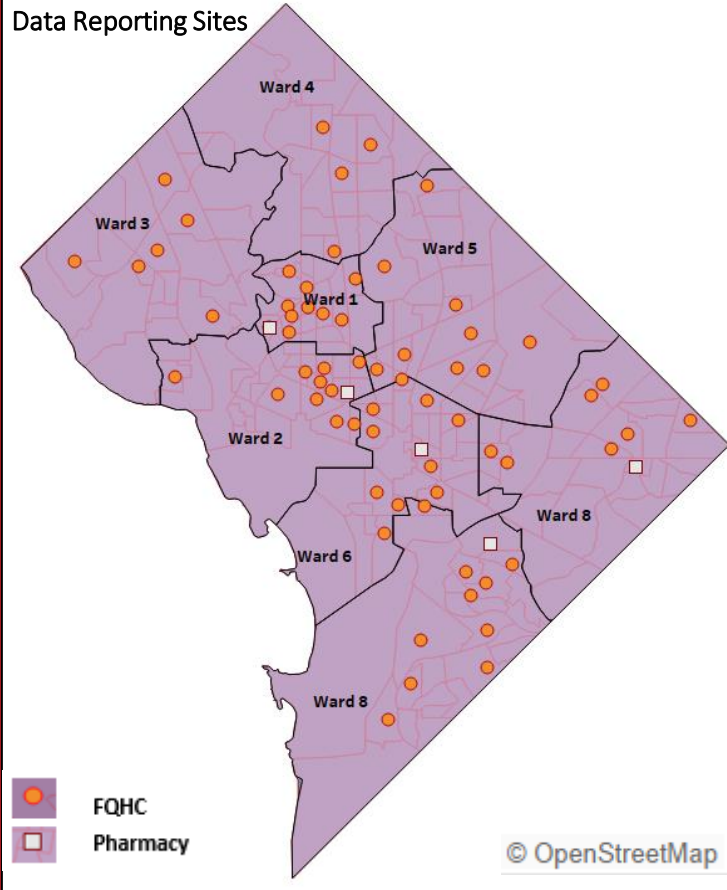 Data Reporting Sites
Ward 4
Ward 3
Ward 5
Ward 1
Ward 2
Ward 8
Ward 6
Ward 8
FQHC
Pharmacy
© OpenStreetMap